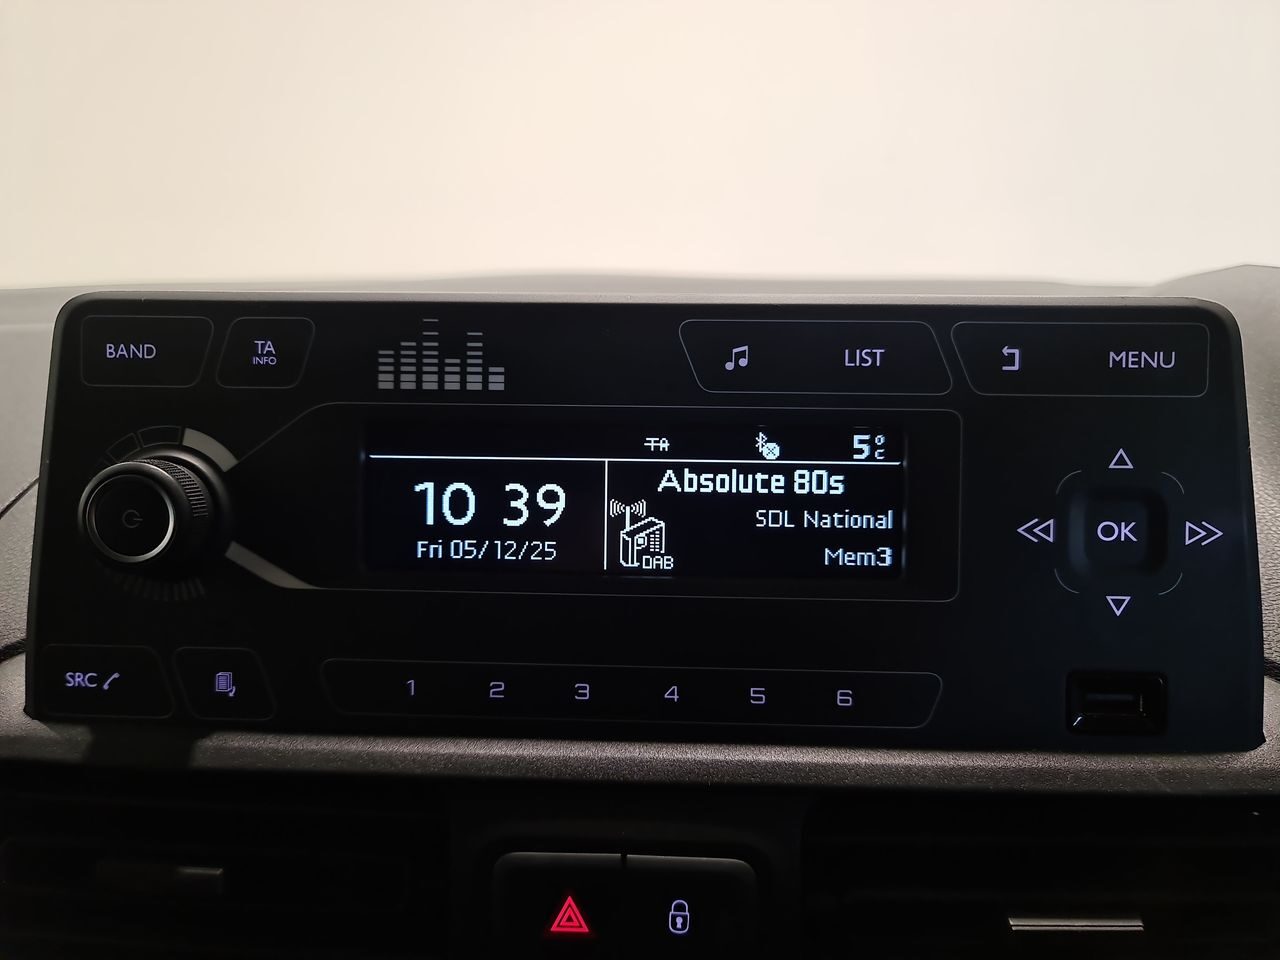 BAND
TA
INFO
LIST
MENU
TA
5°C
10 39
Fri 05/12/25
Absolute 80s
SDL National
Mem3
DAB
OK
SRC
1 2 3 4 5 6